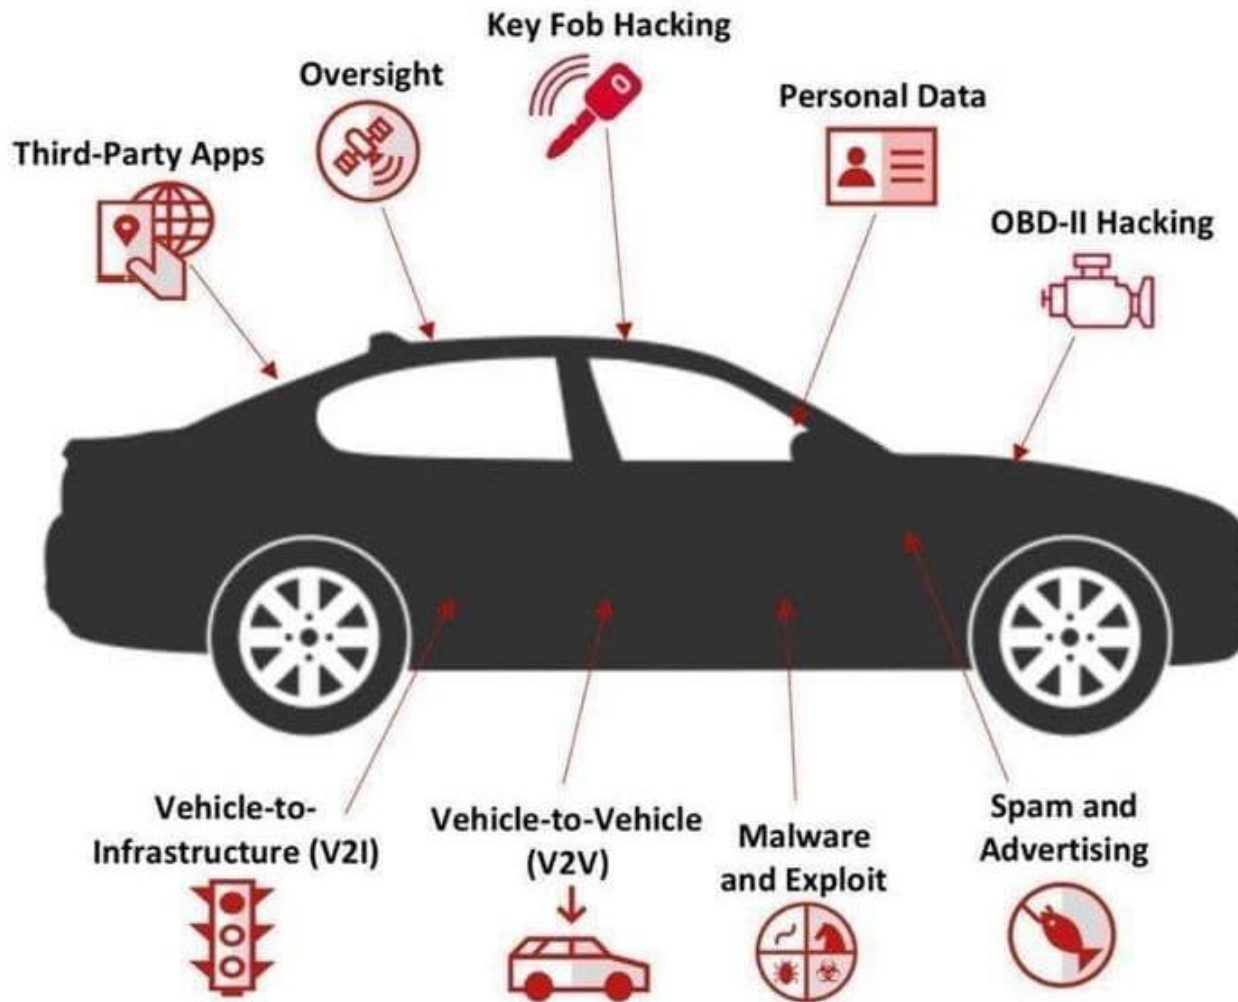 Key Fob Hacking
Oversight
Personal Data
Third-Party Apps
OBD-II Hacking
Vehicle-to-
Infrastructure (V2I)
Vehicle-to-Vehicle
(V2V)
Malware
and Exploit
Spam and
Advertising